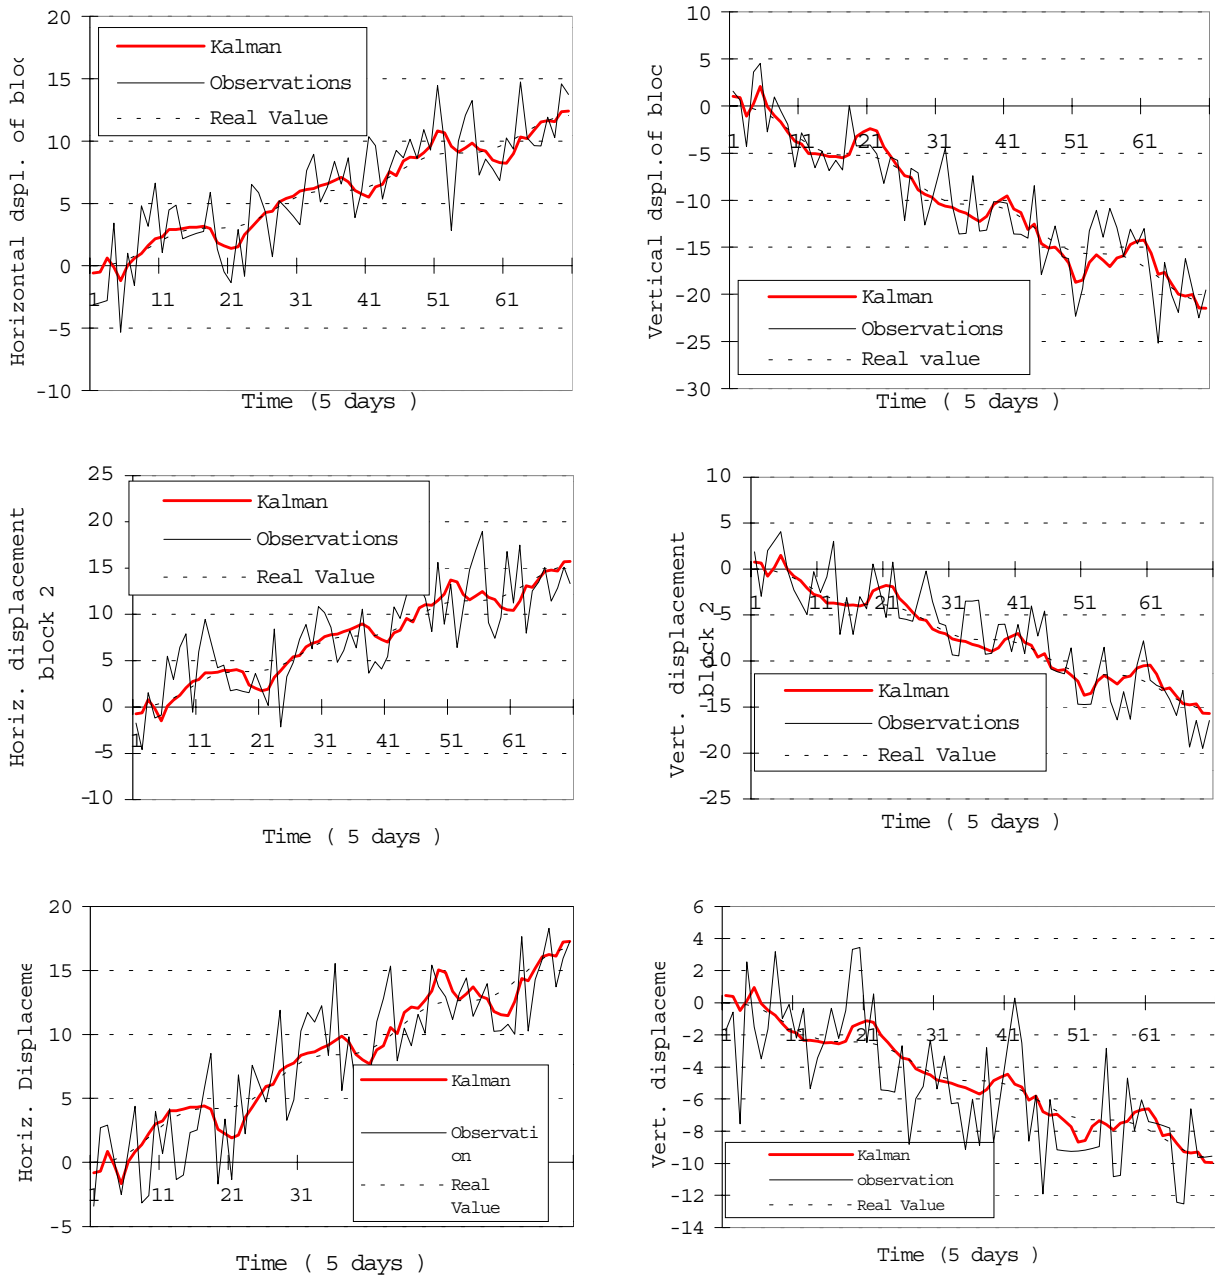 20
15
10
5
0
-5
-10
1 11 21 31 41 51 61
Kalman
Observations
Real Value
Horizontal dspl. of bloc
Time (5 days )
10
5
0
-5
-10
-15
-20
-25
-30
1 11 21 31 41 51 61
Kalman
Observations
Real value
Vertical dspl.of bloc
Time ( 5 days )
25
20
15
10
5
0
-5
-10
1 11 21 31 41 51 61
Kalman
Observations
Real Value
Horiz. displacement
block 2
Time ( 5 days )
10
5
0
-5
-10
-15
-20
-25
1 11 21 31 41 51 61
Kalman
Observations
Real Value
Vert. displacement
block 2
Time ( 5 days )
20
15
10
5
0
-5
1 11 21 31
Kalman
Observati
on
Real
Value
Horiz. Displaceme
Time ( 5 days )
6
4
2
0
-2
-4
-6
-8
-10
-12
-14
1 11 21 31 41 51 61
Kalman
observation
Real Value
Vert. displaceme
Time (5 days )